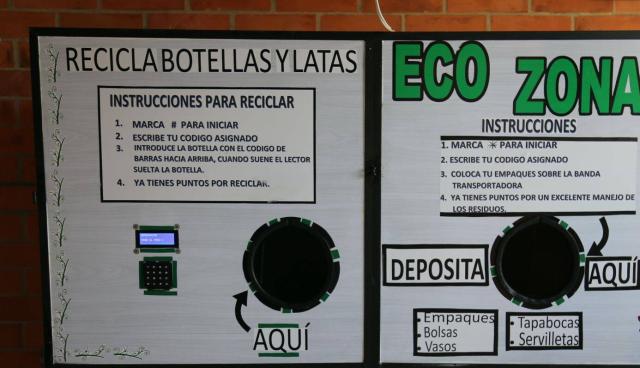 RECICLA BOTELLAS Y LATAS
INSTRUCCIONES PARA RECICLAR
1. MARCA # PARA INICIAR
2. ESCRIBE TU CODIGO ASIGNADO
3. INTRODUCE LA BOTELLA CON EL CODIGO DE
BARRAS HACIA ARRIBA, CUANDO SUENE EL LECTOR
SUELTA LA BOTELLA.
4. YA TIENES PUNTOS POR RECICLAR.
AQUÍ
ECO ZONA
INSTRUCCIONES
1. MARCA * PARA INICIAR
2. ESCRIBE TU CODIGO ASIGNADO
3. COLOCA TU EMPAQUES SOBRE LA BANDA
TRANSPORTADORA
4. YA TIENES PUNTOS POR UN EXCELENTE MANEJO DE
LOS RESIDUOS.
DEPOSITA
AQUÍ
Empaques
Bolsas
Vasos
Tapabocas
Servilletas